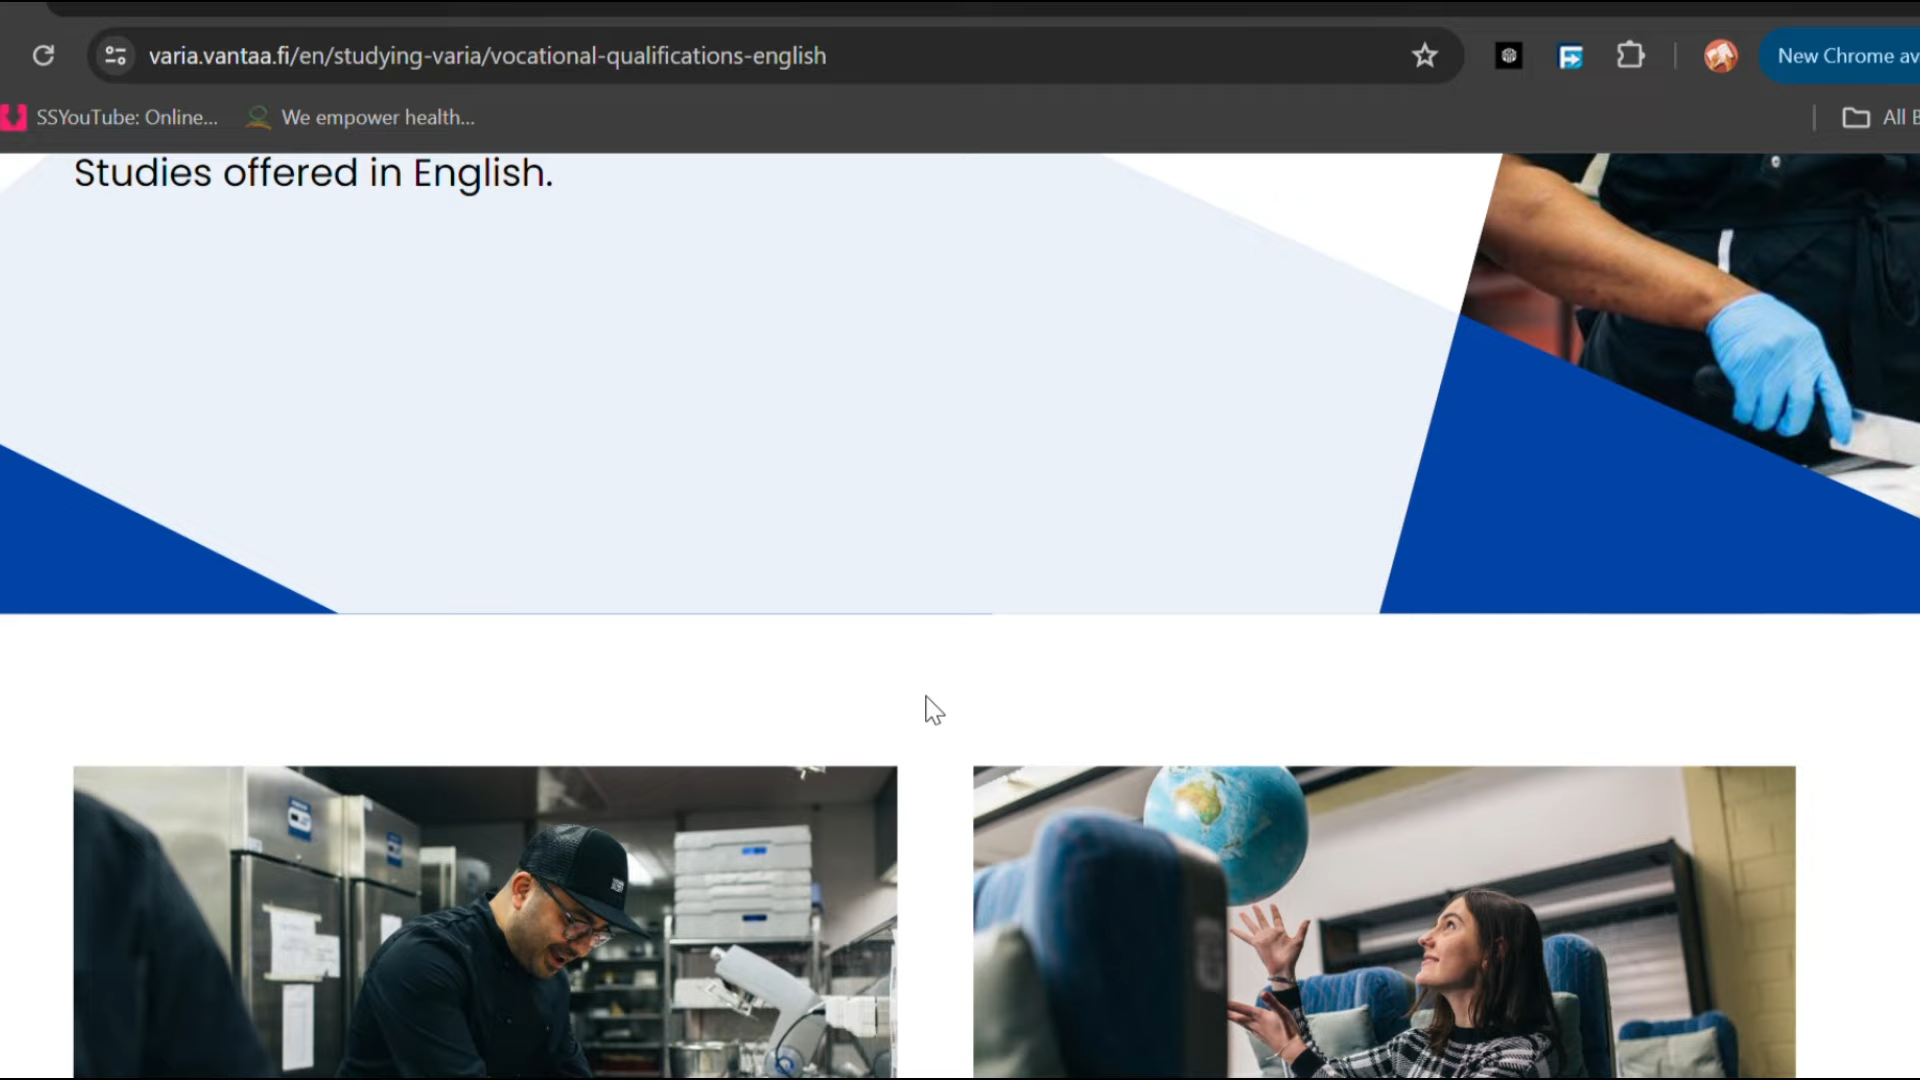 varia.vantaa.fi/en/studying-varia/vocational-qualifications-english
New Chrome av
SSYouTube: Online...
We empower health...
All B
Studies offered in English.